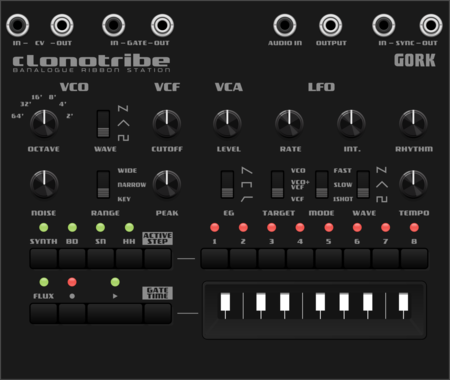 IN - CV - OUT IN - GATE - OUT AUDIO IN OUTPUT IN - SYNC - OUT
clonotribe GORK
BANALOGUE RIBBON STATION
VCO VCF VCA LFO
16' 8'
32' 4'
64' 2'
OCTAVE WAVE CUTOFF LEVEL RATE INT. RHYTHM
WIDE VCO FAST
NARROW VCO+ VCF SLOW
KEY VCF 1SHOT
NOISE RANGE PEAK EG TARGET MODE WAVE TEMPO
SYNTH BD SN HH ACTIVE STEP 1 2 3 4 5 6 7 8
FLUX GATE TIME